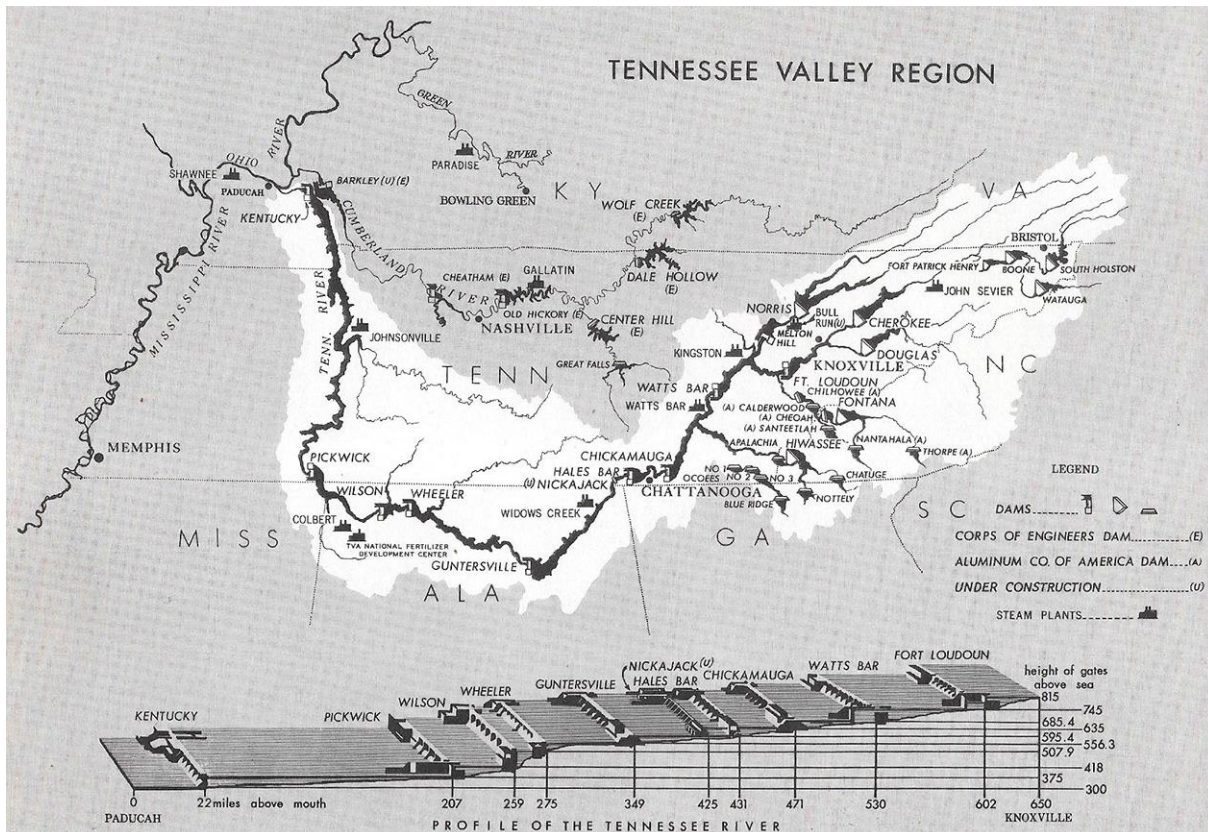 TENNESSEE VALLEY REGION
GREEN
RIVER
PARADISE
BOWLING GREEN
KY
VA
OHIO
RIVER
SHAWNEE
PADUCAH
BARKLEY (U) (E)
KENTUCKY
CUMBERLAND
RIVER
WOLF CREEK
(E)
DALE HOLLOW
(E)
BRISTOL
FORT PATRICK HENRY
BOONE
SOUTH HOLSTON
WATAUGA
JOHN SEVIER
MISSISSIPPI RIVER
TENN RIVER
CHEATHAM (E)
GALLATIN
OLD HICKORY (E)
NASHVILLE
CENTER HILL
(E)
GREAT FALLS
JOHNSONVILLE
TENN
NORRIS
BULL
RUN(U)
MELTON
HILL
CHEROKEE
KINGSTON
KNOXVILLE
DOUGLAS
NC
WATTS BAR
WATTS BAR
FT. LOUDOUN
CHILHOWEE (A)
(A) CALDERWOOD
FONTANA
(A) CHEOAH
(A) SANTEETLAH
APALACHIA
HIWASSEE
NANTAHALA (A)
THORPE (A)
MEMPHIS
PICKWICK
CHICKAMAUGA
HALES BAR
(U) NICKAJACK
CHATTANOOGA
NO 1
OCOEES NO 2
NO 3
CHATUGE
NOTTELY
BLUE RIDGE
WILSON
WHEELER
WIDOWS CREEK
COLBERT
TVA NATIONAL FERTILIZER
DEVELOPMENT CENTER
GUNTERSVILLE
MISS
ALA
GA
SC
LEGEND
DAMS
CORPS OF ENGINEERS DAM (E)
ALUMINUM CO. OF AMERICA DAM (A)
UNDER CONSTRUCTION (U)
STEAM PLANTS
KENTUCKY
PICKWICK
WILSON
WHEELER
GUNTERSVILLE
NICKAJACK (U)
HALES BAR
CHICKAMAUGA
WATTS BAR
FORT LOUDOUN
height of gates
above sea
815
745
685.4
635
595.4
556.3
507.9
418
375
300
0 22 miles above mouth 207 259 275 349 425 431 471 530 602 650
PADUCAH KNOXVILLE
PROFILE OF THE TENNESSEE RIVER